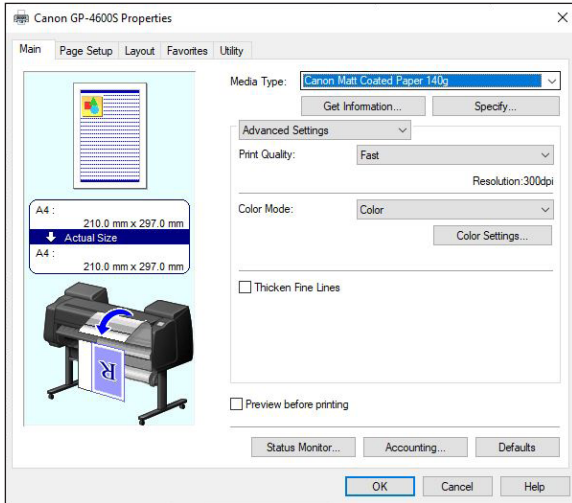 Canon GP-4600S Properties
Main Page Setup Layout Favorites Utility
Media Type: Canon Matt Coated Paper 140g
Get Information... Specify...
Advanced Settings
Print Quality: Fast
Resolution:300dpi
Color Mode: Color
Color Settings...
Thicken Fine Lines
A4 :
210.0 mm x 297.0 mm
Actual Size
A4 :
210.0 mm x 297.0 mm
R
Preview before printing
Status Monitor... Accounting... Defaults
OK Cancel Help